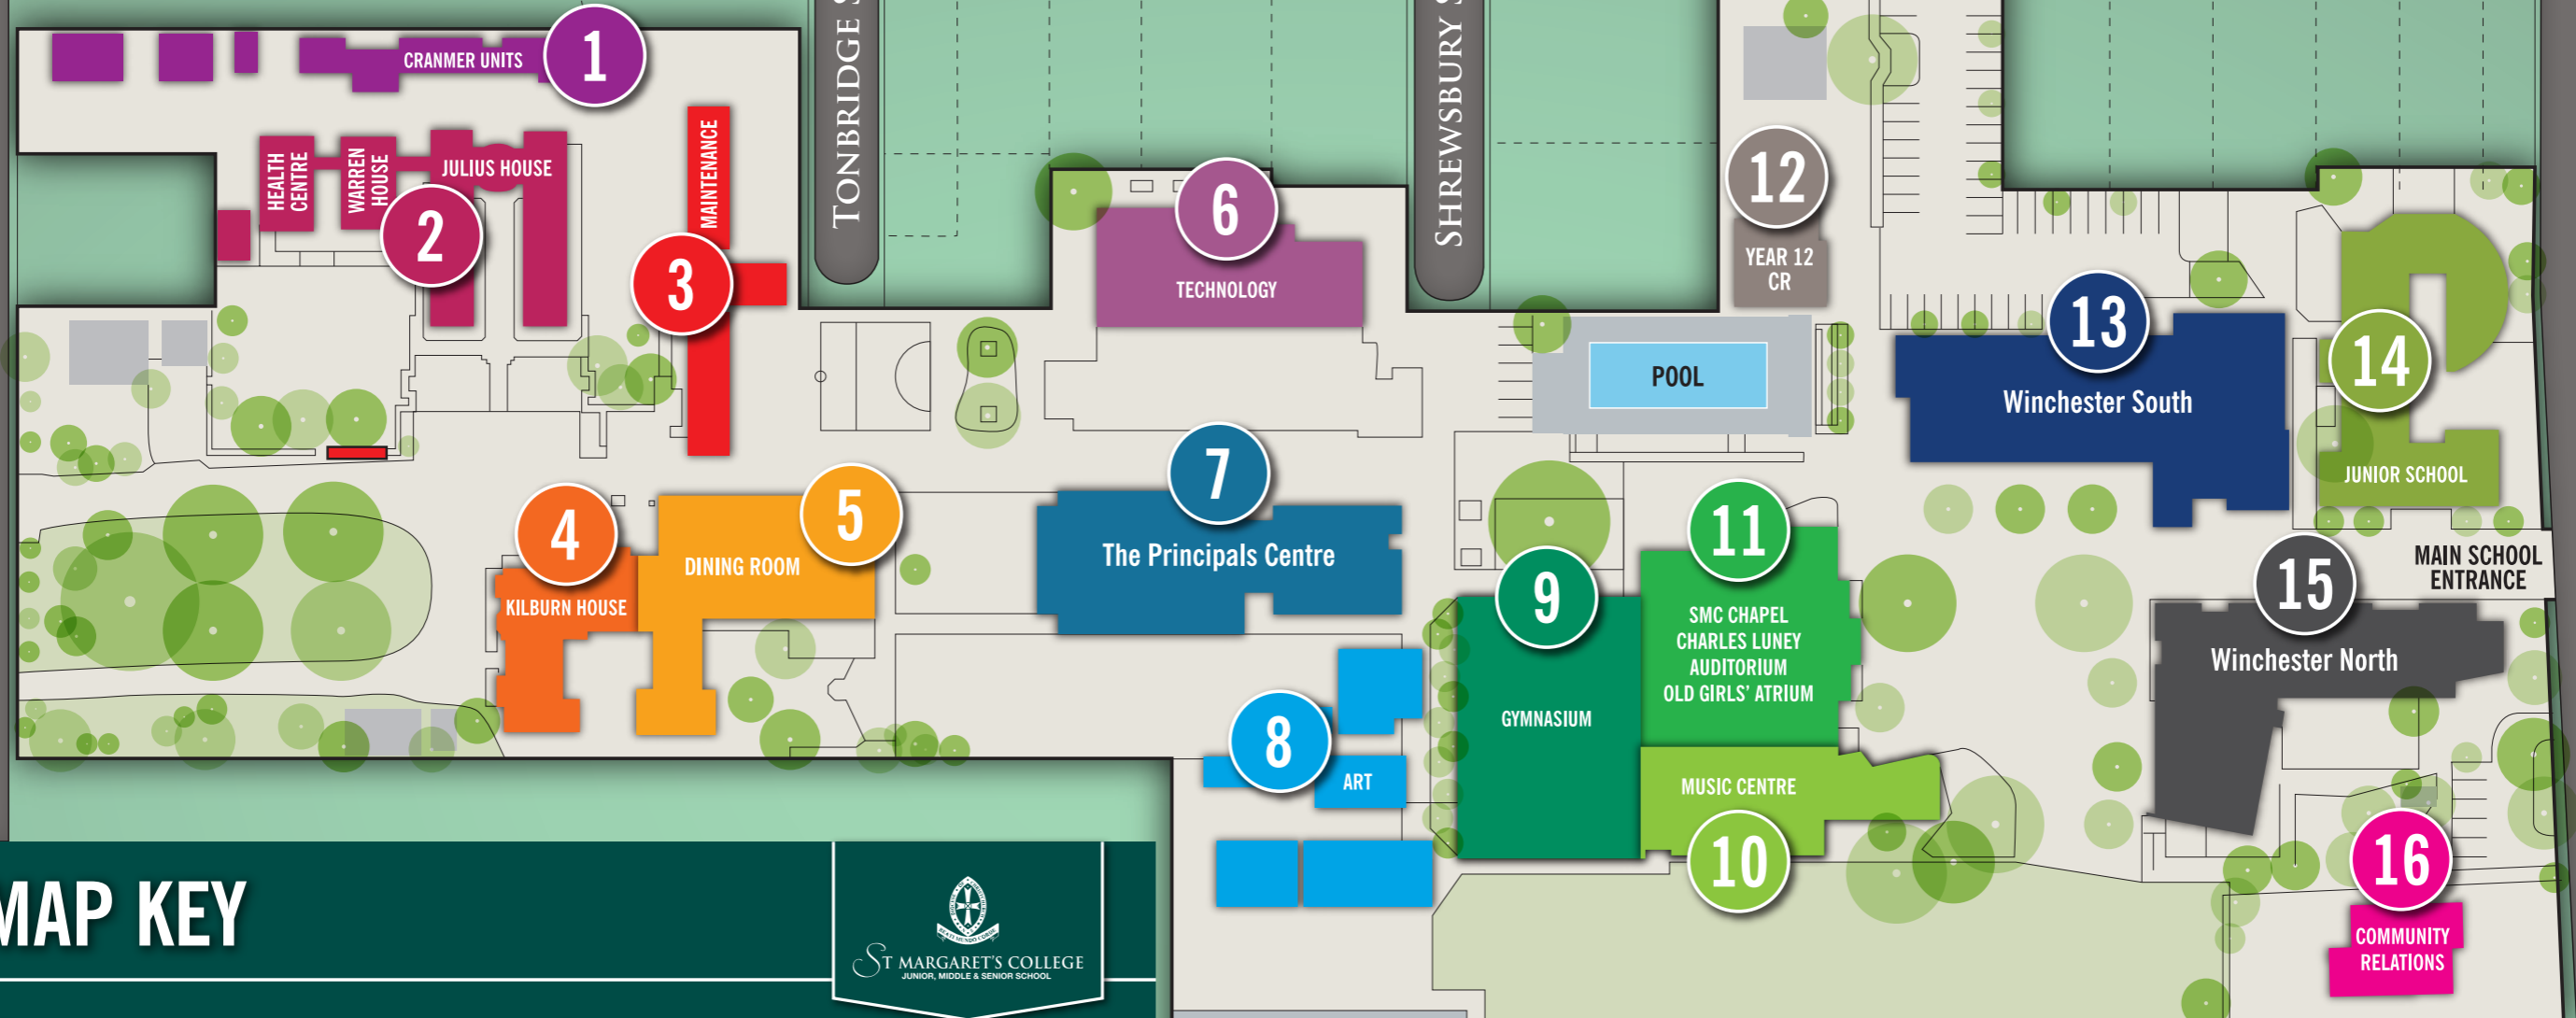 CRANMER UNITS
1
HEALTH
CENTRE
WARREN
HOUSE
JULIUS HOUSE
2
MAINTENANCE
3
TONBRIDGE
6
TECHNOLOGY
SHREWSBURY
12
YEAR 12
CR
POOL
13
Winchester South
14
JUNIOR SCHOOL
4
KILBURN HOUSE
5
DINING ROOM
7
The Principals Centre
8
ART
9
GYMNASIUM
11
SMC CHAPEL
CHARLES LUNEY
AUDITORIUM
OLD GIRLS' ATRIUM
MUSIC CENTRE
10
MAIN SCHOOL
ENTRANCE
15
Winchester North
16
COMMUNITY
RELATIONS
MAP KEY
ST MARGARET'S COLLEGE
JUNIOR, MIDDLE & SENIOR SCHOOL